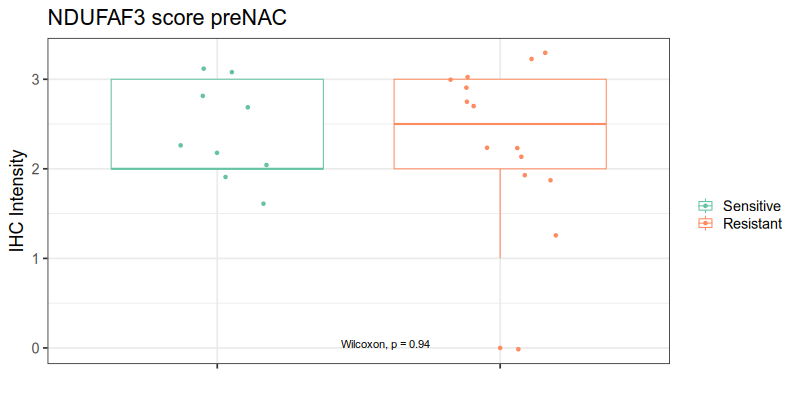 NDUFAF3 score preNAC
IHC Intensity
3
2
1
0
Wilcoxon, p = 0.94
Sensitive
Resistant